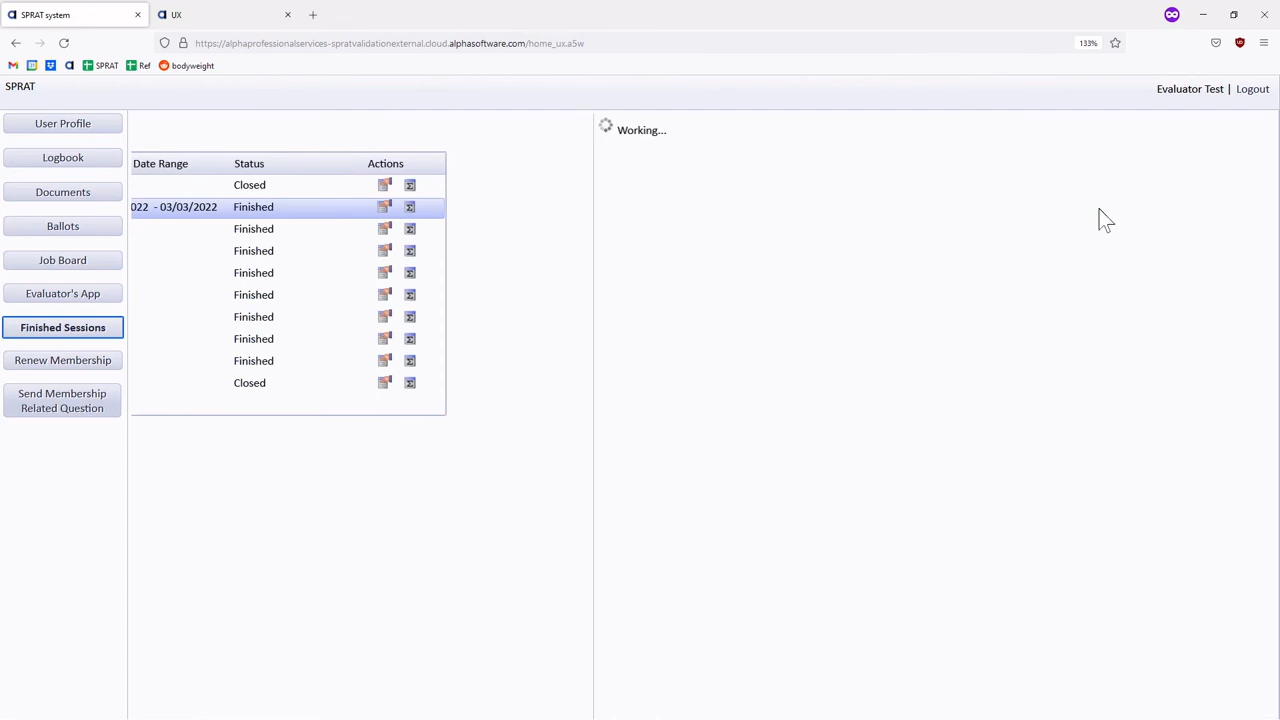 SPRAT system
UX
https://alphaprofessionalservices-spratvalidationexternal.cloud.alphasoftware.com/home_ux.a5w
133%
SPRAT
Ref
bodyweight
SPRAT
Evaluator Test | Logout
User Profile
Logbook
Documents
Ballots
Job Board
Evaluator's App
Finished Sessions
Renew Membership
Send Membership
Related Question
Date Range Status Actions
Closed
022 - 03/03/2022 Finished
Finished
Finished
Finished
Finished
Finished
Finished
Finished
Closed
Working...